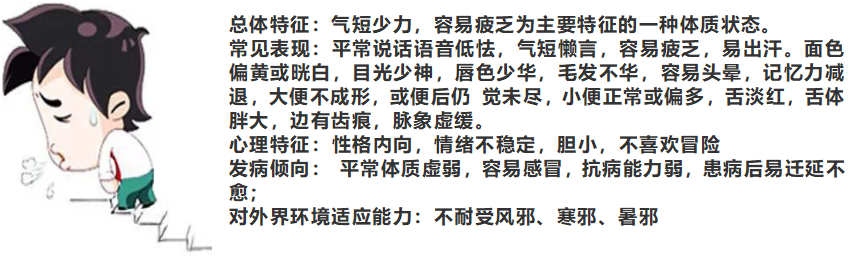 总体特征：气短少力，容易疲乏为主要特征的一种体质状态。
常见表现：平常说话语音低怯，气短懒言，容易疲乏，易出汗。面色
偏黄或晄白，目光少神，唇色少华，毛发不华，容易头晕，记忆力减
退，大便不成形，或便后仍 觉未尽，小便正常或偏多，舌淡红，舌体
胖大，边有齿痕，脉象虚缓。
心理特征：性格内向，情绪不稳定，胆小，不喜欢冒险
发病倾向： 平常体质虚弱，容易感冒，抗病能力弱，患病后易迁延不
愈；
对外界环境适应能力：不耐受风邪、寒邪、暑邪